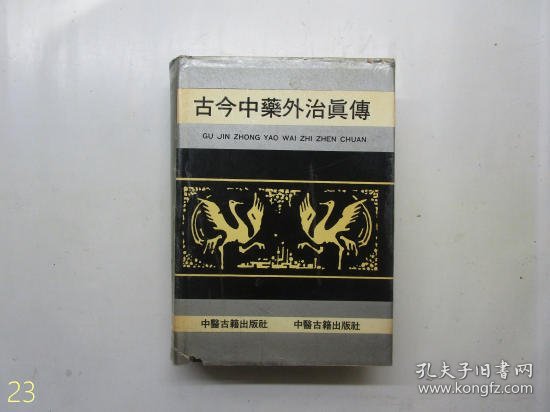 古今中藥外治眞傳
GU JIN ZHONG YAO WAI ZHI ZHEN CHUAN
中醫古籍出版社 中醫古籍出版社
23
孔夫子旧书网
www.kongfz.com